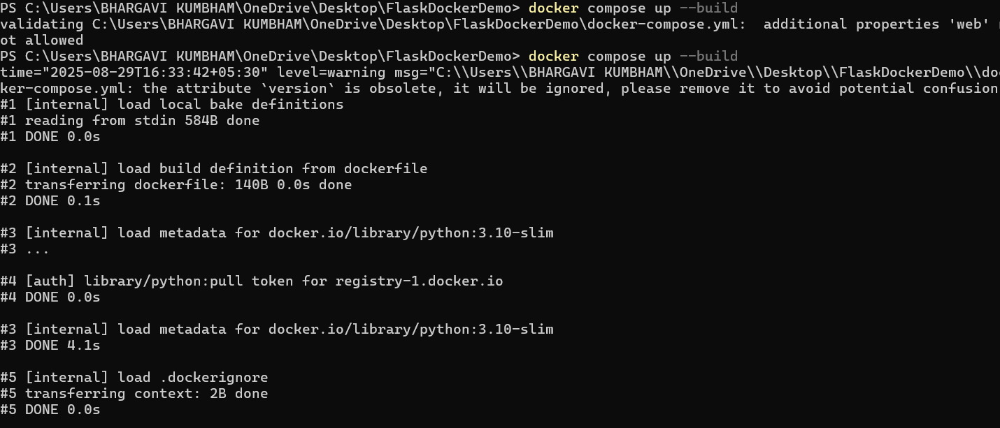 PS C:\Users\BHARGAVI KUMBHAM\OneDrive\Desktop\FlaskDockerDemo> docker compose up --build
validating C:\Users\BHARGAVI KUMBHAM\OneDrive\Desktop\FlaskDockerDemo\docker-compose.yml:  additional properties 'web' n
ot allowed
PS C:\Users\BHARGAVI KUMBHAM\OneDrive\Desktop\FlaskDockerDemo> docker compose up --build
time="2025-08-29T16:33:42+05:30" level=warning msg="C:\\Users\\BHARGAVI KUMBHAM\\OneDrive\\Desktop\\FlaskDockerDemo\\doc
ker-compose.yml: the attribute `version` is obsolete, it will be ignored, please remove it to avoid potential confusion
#1 [internal] load local bake definitions
#1 reading from stdin 584B done
#1 DONE 0.0s

#2 [internal] load build definition from dockerfile
#2 transferring dockerfile: 140B 0.0s done
#2 DONE 0.1s

#3 [internal] load metadata for docker.io/library/python:3.10-slim
#3 ...

#4 [auth] library/python:pull token for registry-1.docker.io
#4 DONE 0.0s

#3 [internal] load metadata for docker.io/library/python:3.10-slim
#3 DONE 4.1s

#5 [internal] load .dockerignore
#5 transferring context: 2B done
#5 DONE 0.0s